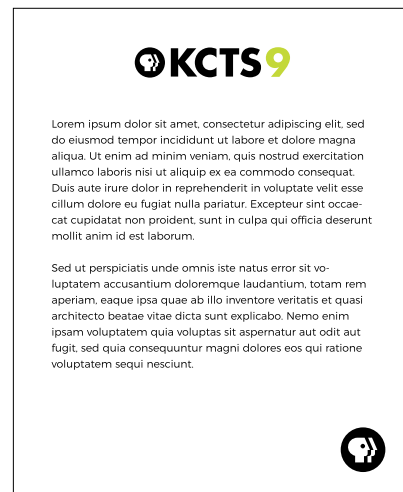 KCTS9
Lorem ipsum dolor sit amet, consectetur adipiscing elit, sed
do eiusmod tempor incididunt ut labore et dolore magna
aliqua. Ut enim ad minim veniam, quis nostrud exercitation
ullamco laboris nisi ut aliquip ex ea commodo consequat.
Duis aute irure dolor in reprehenderit in voluptate velit esse
cillum dolore eu fugiat nulla pariatur. Excepteur sint occae-
cat cupidatat non proident, sunt in culpa qui officia deserunt
mollit anim id est laborum.
Sed ut perspiciatis unde omnis iste natus error sit vo-
luptatem accusantium doloremque laudantium, totam rem
aperiam, eaque ipsa quae ab illo inventore veritatis et quasi
architecto beatae vitae dicta sunt explicabo. Nemo enim
ipsam voluptatem quia voluptas sit aspernatur aut odit aut
fugit, sed quia consequuntur magni dolores eos qui ratione
voluptatem sequi nesciunt.